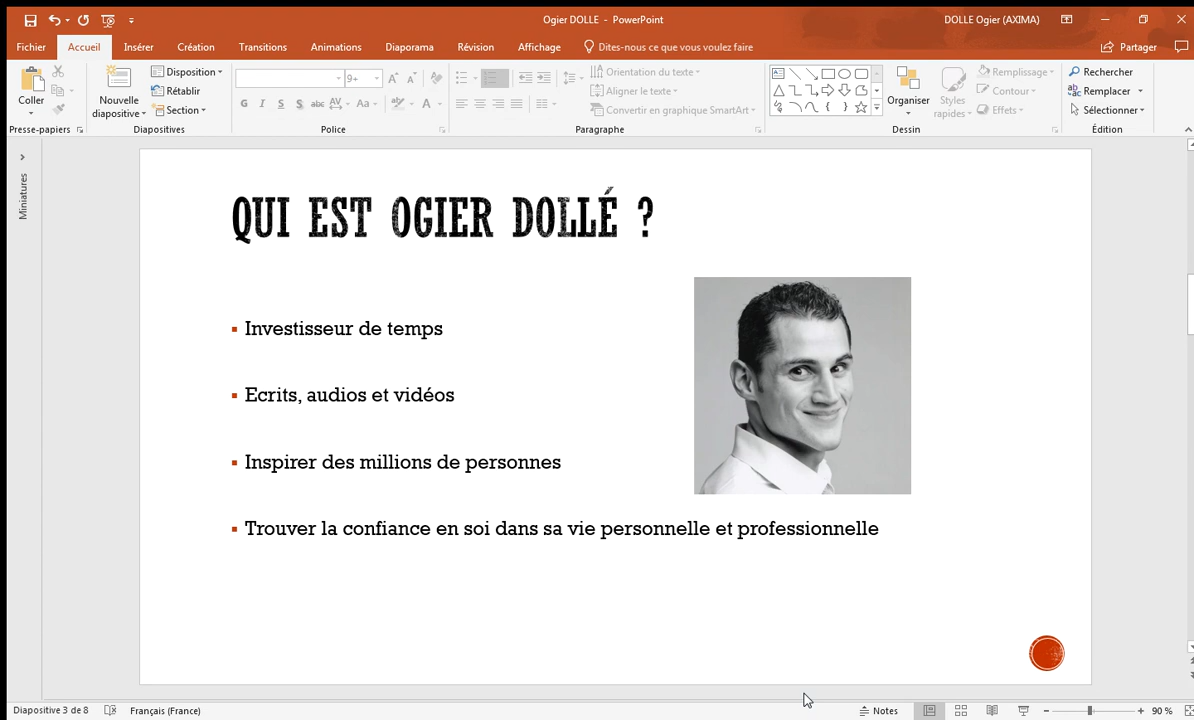 Ogier DOLLE - PowerPoint
DOLLE Ogier (AXIMA)
Fichier
Accueil
Insérer
Création
Transitions
Animations
Diaporama
Révision
Affichage
Dites-nous ce que vous voulez faire
Partager
Coller
Presse-papiers
Nouvelle
diapositive
Disposition
Rétablir
Section
Diapositives
9+
G I S S abc AV Aa A
Police
Orientation du texte
Aligner le texte
Convertir en graphique SmartArt
Paragraphe
Organiser
Styles
rapides
Remplissage
Contour
Effets
Dessin
Rechercher
Remplacer
Sélectionner
Édition
Miniatures
QUI EST OGIER DOLLÉ ?
Investisseur de temps
Ecrits, audios et vidéos
Inspirer des millions de personnes
Trouver la confiance en soi dans sa vie personnelle et professionnelle
Diapositive 3 de 8
Français (France)
Notes
90 %